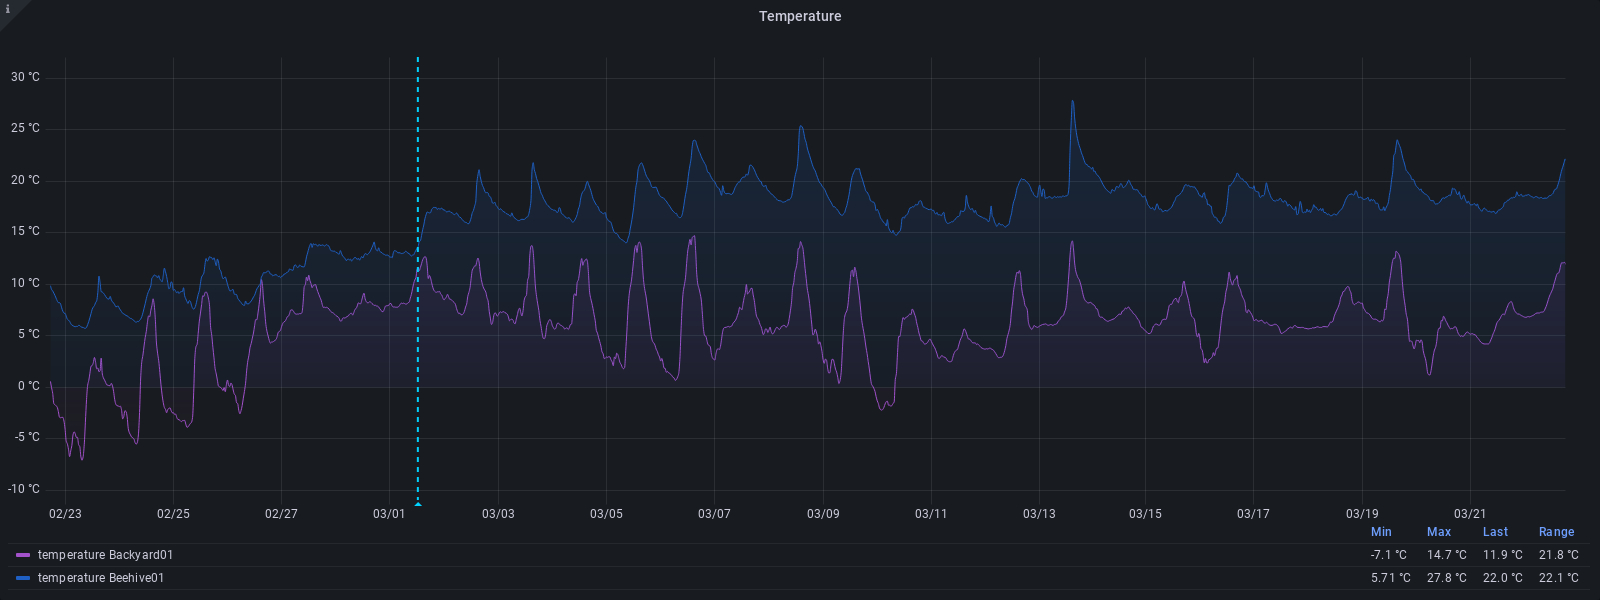 i
Temperature
30 °C
25 °C
20 °C
15 °C
10 °C
5 °C
0 °C
-5 °C
-10 °C
02/23 02/25 02/27 03/01 03/03 03/05 03/07 03/09 03/11 03/13 03/15 03/17 03/19 03/21
Min Max Last Range
temperature Backyard01 -7.1 °C 14.7 °C 11.9 °C 21.8 °C
temperature Beehive01 5.71 °C 27.8 °C 22.0 °C 22.1 °C